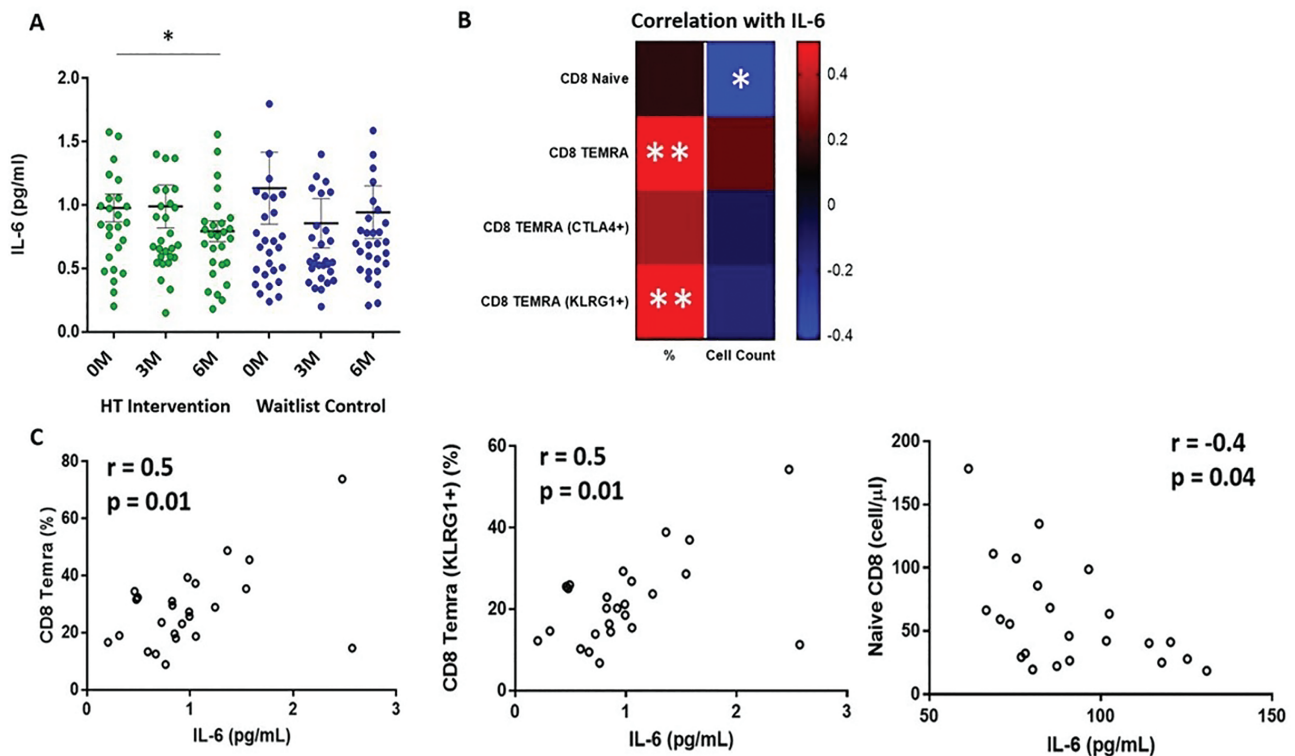 A
*
IL-6 (pg/ml)
2.0
1.5
1.0
0.5
0.0
0M
3M
6M
0M
3M
6M
HT Intervention
Waitlist Control
B
Correlation with IL-6
CD8 Naive
CD8 TEMRA
CD8 TEMRA (CTLA4+)
CD8 TEMRA (KLRG1+)
*
**
**
%
Cell Count
0.4
0.2
0
-0.2
-0.4
C
r = 0.5
p = 0.01
CD8 Temra (%)
80
60
40
20
0
0
1
2
3
IL-6 (pg/mL)
r = 0.5
p = 0.01
CD8 Temra (KLRG1+) (%)
60
40
20
0
0
1
2
3
IL-6 (pg/mL)
r = -0.4
p = 0.04
Naive CD8 (cell/µl)
200
150
100
50
0
50
100
150
IL-6 (pg/mL)